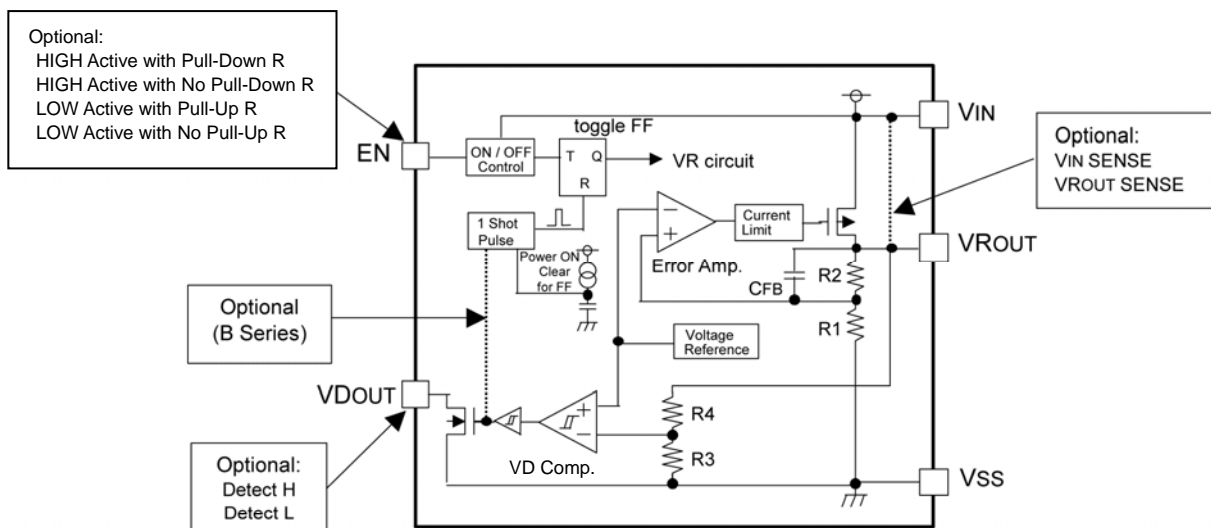 Optional:
HIGH Active with Pull-Down R
HIGH Active with No Pull-Down R
LOW Active with Pull-Up R
LOW Active with No Pull-Up R
EN
ON / OFF
Control
toggle FF
T
Q
R
VR circuit
1 Shot
Pulse
Power ON
Clear
for FF
Error Amp.
Current
Limit
CFB
R2
R1
VIN
Optional:
VIN SENSE
VROUT SENSE
VROUT
Optional
(B Series)
Voltage
Reference
VDOUT
VD Comp.
R4
R3
VSS
Optional:
Detect H
Detect L